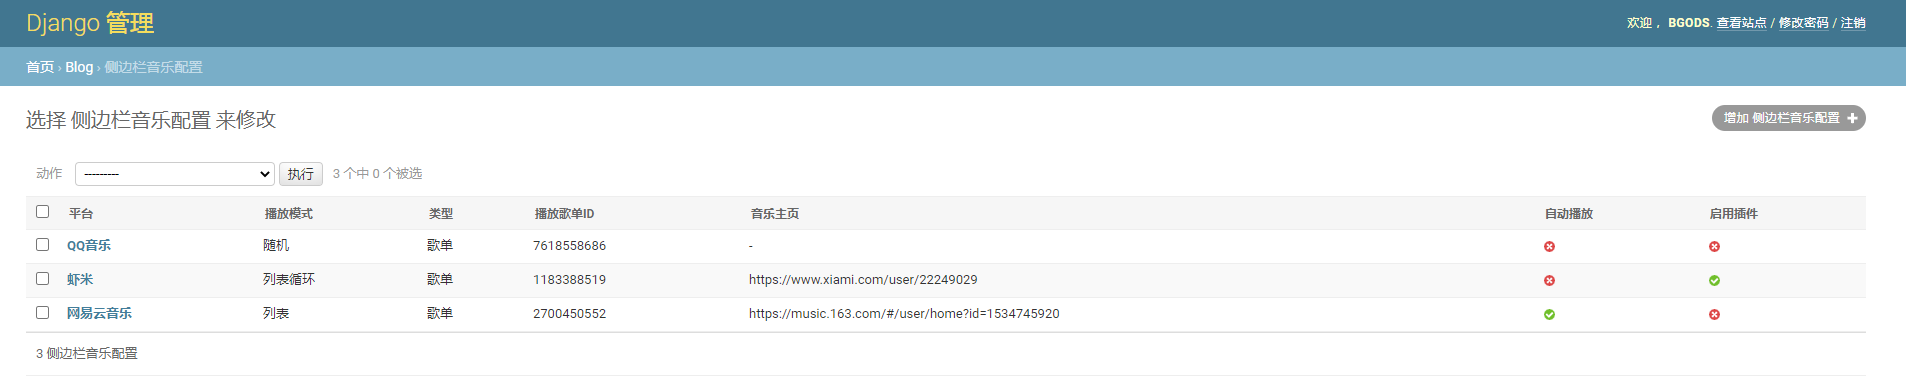 Django 管理
欢迎， BGODS. 查看站点 / 修改密码 / 注销
首页 › Blog › 侧边栏音乐配置
选择 侧边栏音乐配置 来修改
增加 侧边栏音乐配置
动作 --------- 执行 3 个中 0 个被选
平台 播放模式 类型 播放歌单ID 音乐主页 自动播放 启用插件
QQ音乐 随机 歌单 7618558686 -
虾米 列表循环 歌单 1183388519 https://www.xiami.com/user/22249029
网易云音乐 列表 歌单 2700450552 https://music.163.com/#/user/home?id=1534745920
3 侧边栏音乐配置